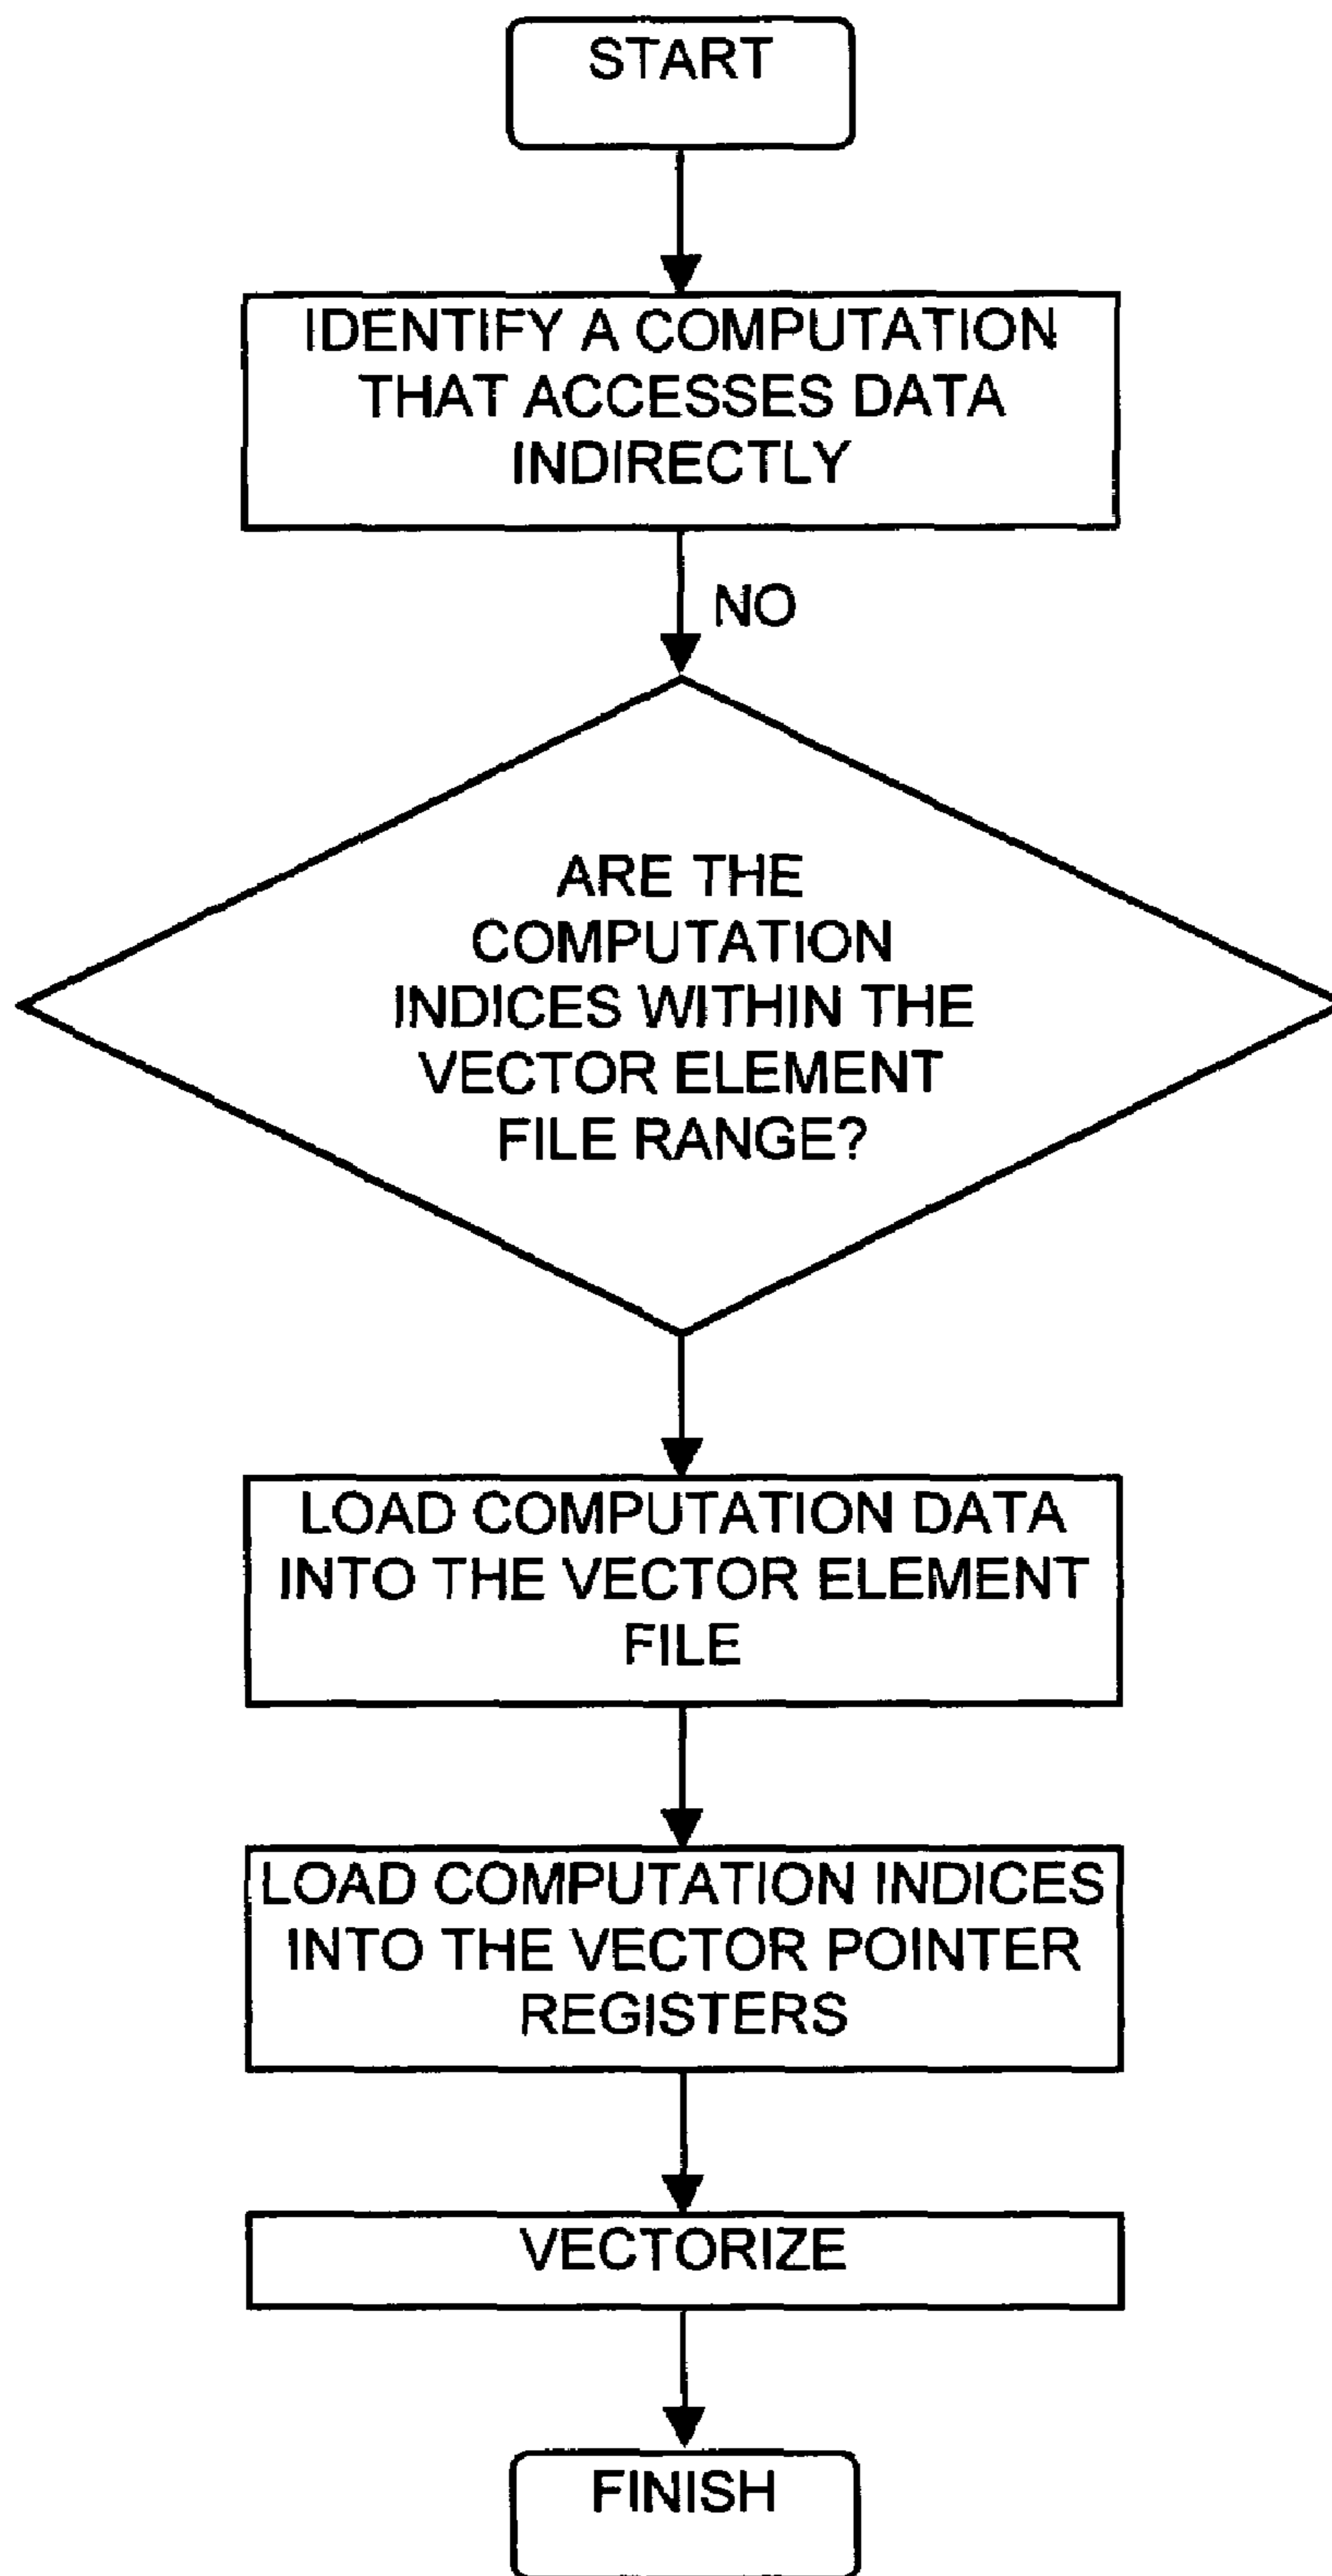 START
IDENTIFY A COMPUTATION
THAT ACCESSES DATA
INDIRECTLY
NO
ARE THE
COMPUTATION
INDICES WITHIN THE
VECTOR ELEMENT
FILE RANGE?
LOAD COMPUTATION DATA
INTO THE VECTOR ELEMENT
FILE
LOAD COMPUTATION INDICES
INTO THE VECTOR POINTER
REGISTERS
VECTORIZE
FINISH